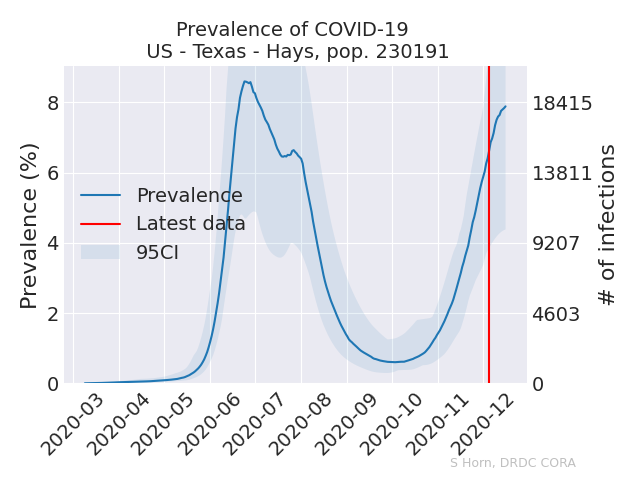 Prevalence of COVID-19
US - Texas - Hays, pop. 230191
Prevalence (%)
8
6
4
2
0
18415
13811
9207
4603
0
# of infections
Prevalence
Latest data
95CI
2020-03
2020-04
2020-05
2020-06
2020-07
2020-08
2020-09
2020-10
2020-11
2020-12
S Horn, DRDC CORA